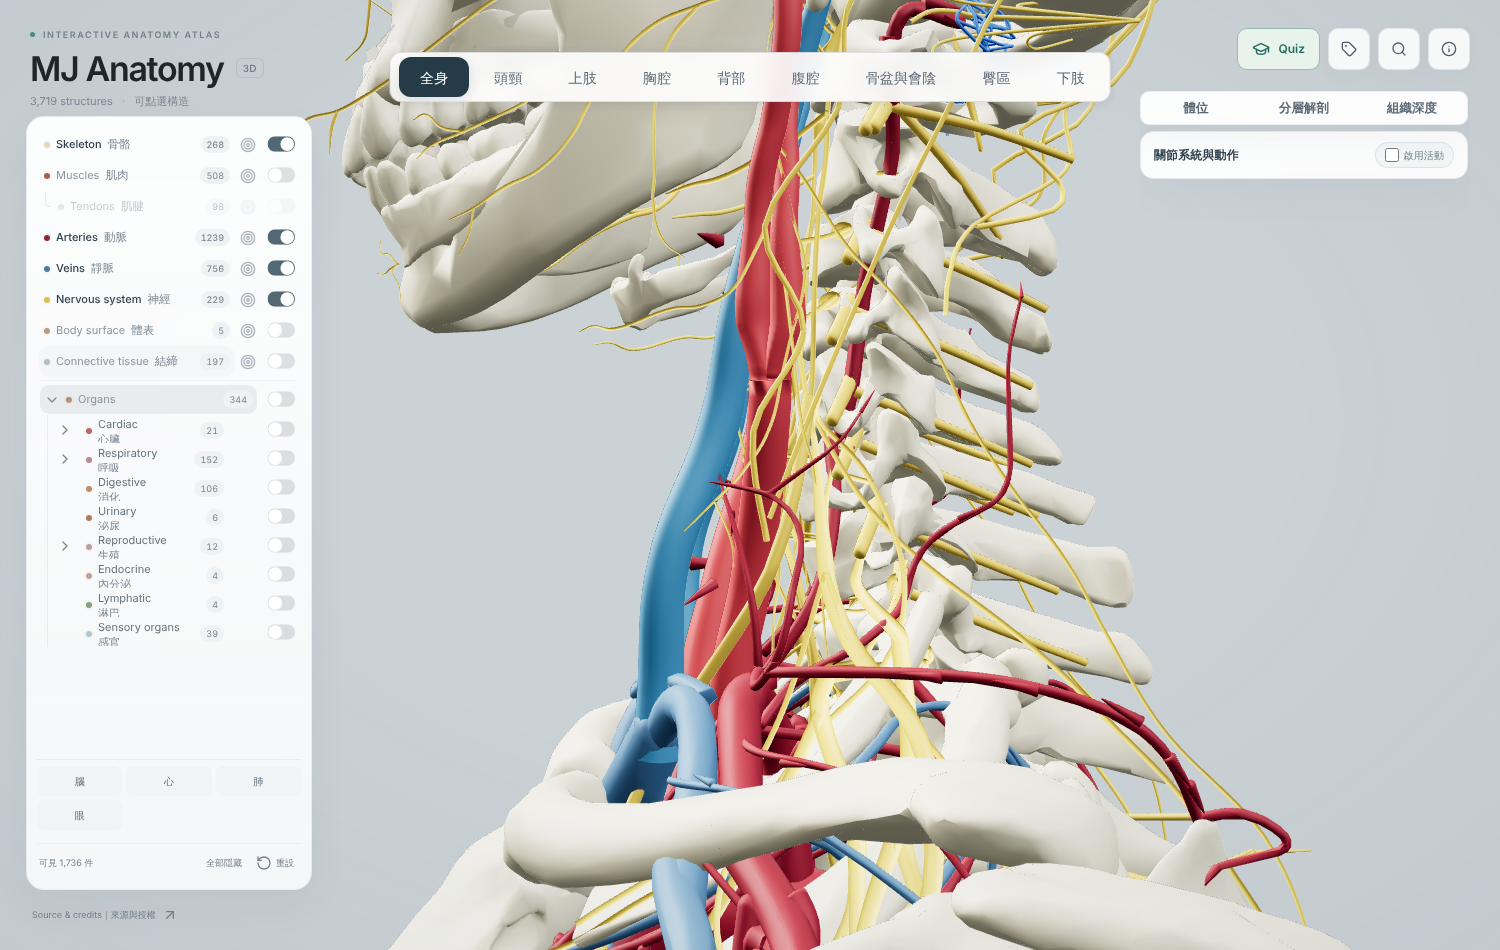 INTERACTIVE ANATOMY ATLAS
MJ Anatomy 3D
3,719 structures · 可點選構造
全身 頭頸 上肢 胸腔 背部 腹腔 骨盆與會陰 臀區 下肢
Quiz
體位 分層解剖 組織深度
關節系統與動作 啟用活動
Skeleton 骨骼 268
Muscles 肌肉 508
Tendons 肌腱 98
Arteries 動脈 1239
Veins 靜脈 756
Nervous system 神經 229
Body surface 體表 5
Connective tissue 結締 197
Organs 344
Cardiac 21
心臟
Respiratory 152
呼吸
Digestive 106
消化
Urinary 6
泌尿
Reproductive 12
生殖
Endocrine 4
內分泌
Lymphatic 4
淋巴
Sensory organs 39
感官
腦 心 肺
眼
可見 1,736 件 全部隱藏 重設
Source & credits | 來源與授權